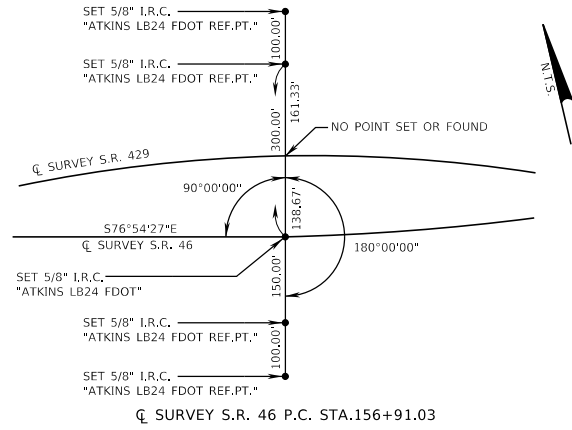 SET 5/8" I.R.C.
"ATKINS LB24 FDOT REF.PT."
100.00'
SET 5/8" I.R.C.
"ATKINS LB24 FDOT REF.PT."
161.33'
300.00'
N.T.S.
NO POINT SET OR FOUND
℄ SURVEY S.R. 429
90°00'00"
138.67'
S76°54'27"E
℄ SURVEY S.R. 46
180°00'00"
SET 5/8" I.R.C.
"ATKINS LB24 FDOT"
150.00'
SET 5/8" I.R.C.
"ATKINS LB24 FDOT REF.PT."
100.00'
SET 5/8" I.R.C.
"ATKINS LB24 FDOT REF.PT."
℄ SURVEY S.R. 46 P.C. STA.156+91.03